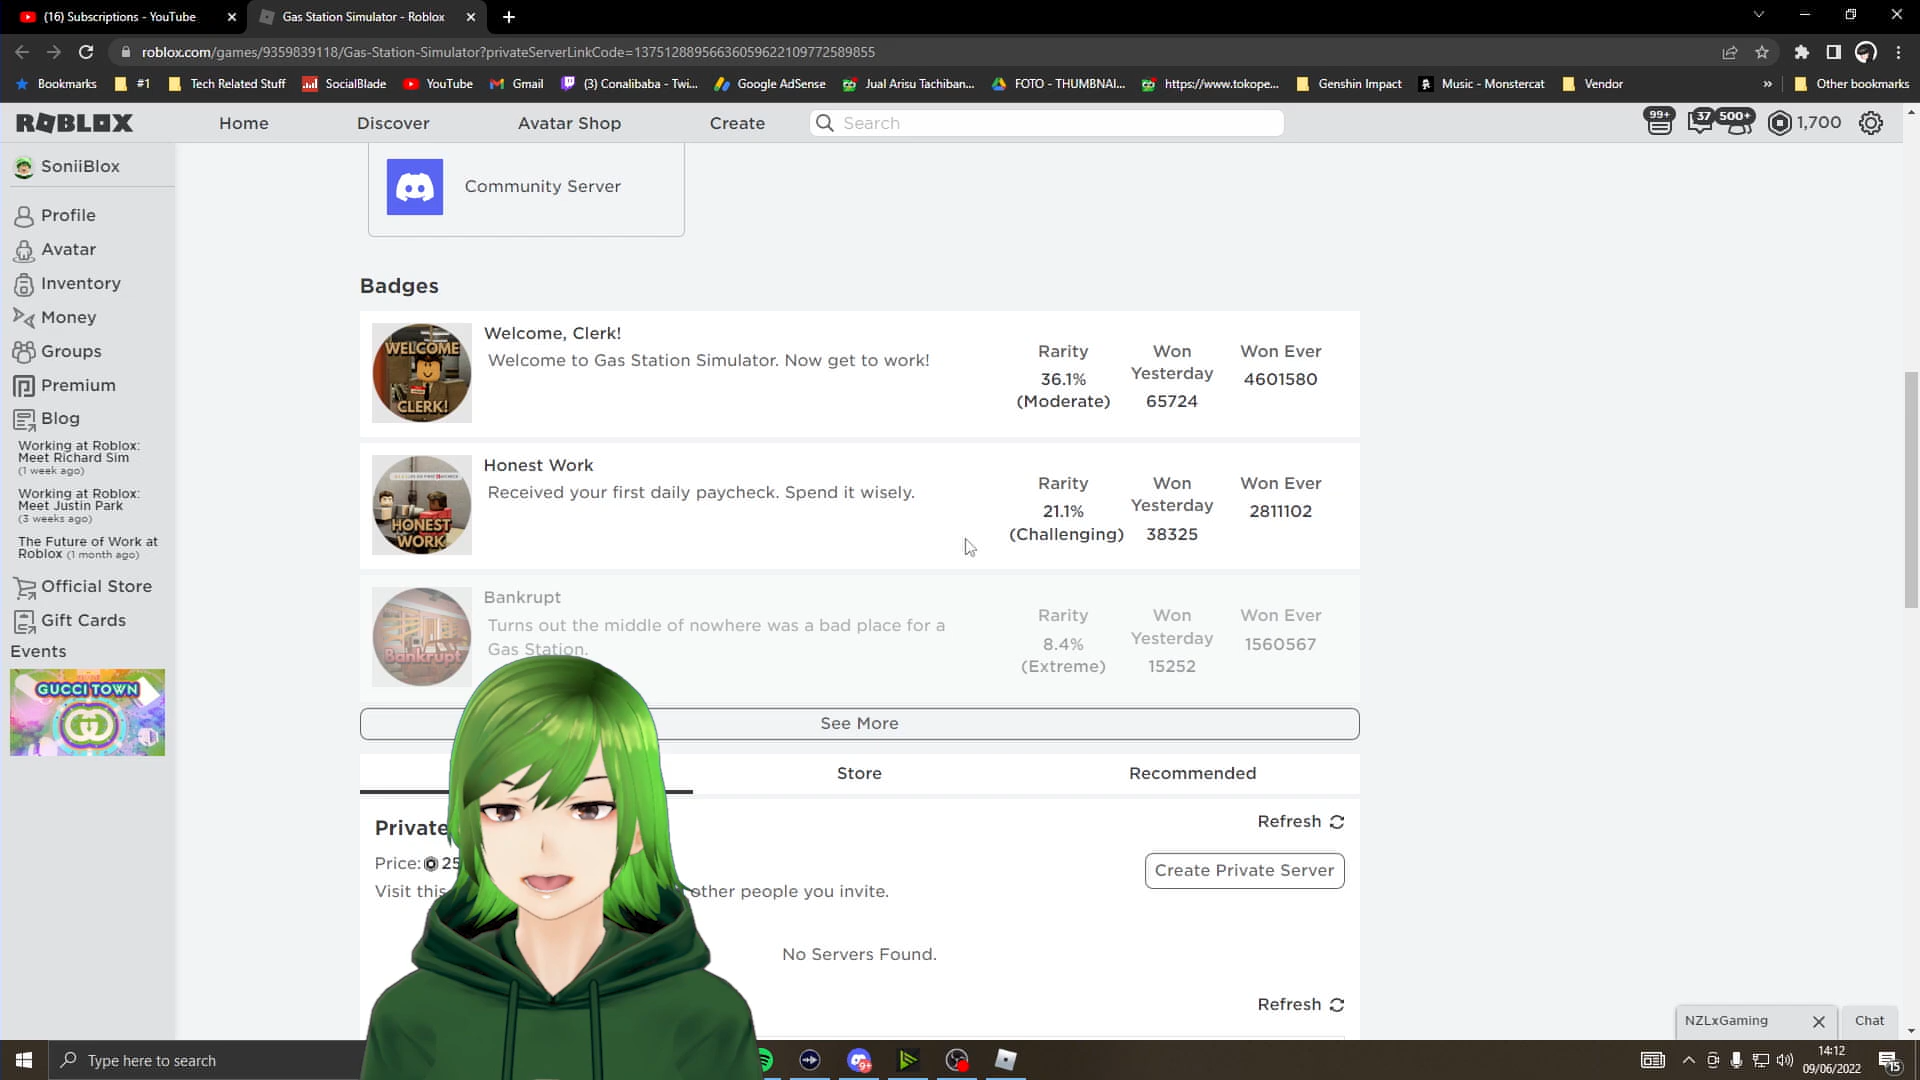 (16) Subscriptions - YouTube
Gas Station Simulator - Roblox
roblox.com/games/9359839118/Gas-Station-Simulator?privateServerLinkCode=13751288956636059622109772589855
Bookmarks
#1
Tech Related Stuff
SocialBlade
YouTube
Gmail
(3) Conalibaba - Twi...
Google AdSense
Jual Arisu Tachiban...
FOTO - THUMBNAI...
https://www.tokope...
Genshin Impact
Music - Monstercat
Vendor
»
Other bookmarks
ROBLOX
Home
Discover
Avatar Shop
Create
Search
99+
37
500+
1,700
SoniiBlox
Profile
Avatar
Inventory
Money
Groups
Premium
Blog
Working at Roblox:
Meet Richard Sim
(1 week ago)
Working at Roblox:
Meet Justin Park
(3 weeks ago)
The Future of Work at
Roblox (1 month ago)
Official Store
Gift Cards
Events
GUCCI TOWN
Community Server
Badges
WELCOME
CLERK!
Welcome, Clerk!
Welcome to Gas Station Simulator. Now get to work!
Rarity
36.1%
(Moderate)
Won
Yesterday
65724
Won Ever
4601580
HONEST
WORK
Honest Work
Received your first daily paycheck. Spend it wisely.
Rarity
21.1%
(Challenging)
Won
Yesterday
38325
Won Ever
2811102
Bankrupt
Bankrupt
Turns out the middle of nowhere was a bad place for a
Gas Station.
Rarity
8.4%
(Extreme)
Won
Yesterday
15252
Won Ever
1560567
See More
Store
Recommended
Private
Refresh
Price: 25
Create Private Server
Visit this
other people you invite.
No Servers Found.
Refresh
NZLxGaming
Chat
Type here to search
9+
14:12
09/06/2022
15